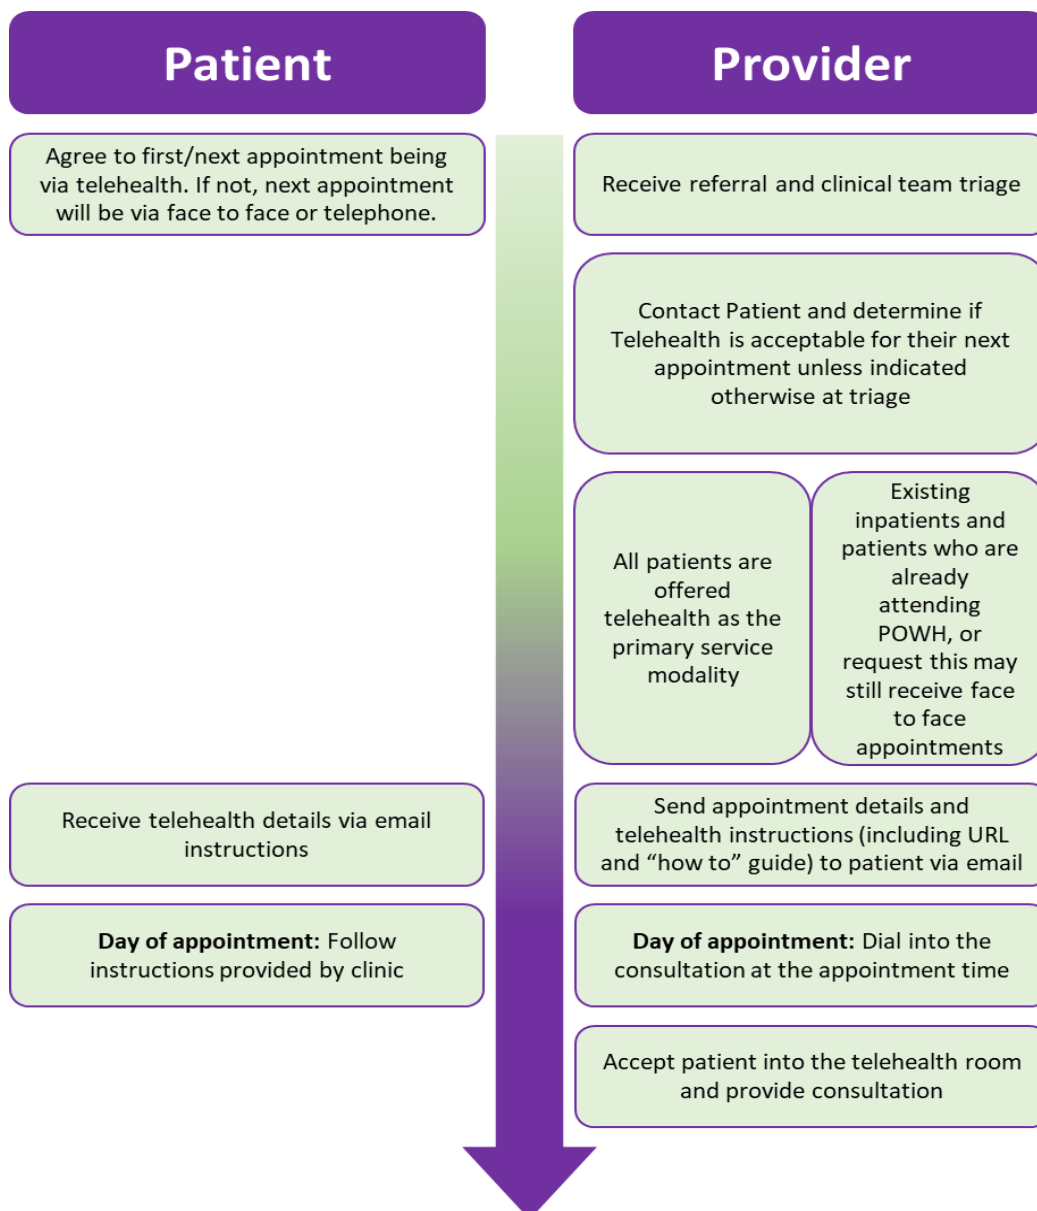 Patient
Provider
Agree to first/next appointment being
via telehealth. If not, next appointment
will be via face to face or telephone.
Receive referral and clinical team triage
Contact Patient and determine if
Telehealth is acceptable for their next
appointment unless indicated
otherwise at triage
All patients are
offered
telehealth as the
primary service
modality
Existing
inpatients and
patients who are
already
attending
POWH, or
request this may
still receive face
to face
appointments
Receive telehealth details via email
instructions
Send appointment details and
telehealth instructions (including URL
and “how to” guide) to patient via email
Day of appointment: Follow
instructions provided by clinic
Day of appointment: Dial into the
consultation at the appointment time
Accept patient into the telehealth room
and provide consultation